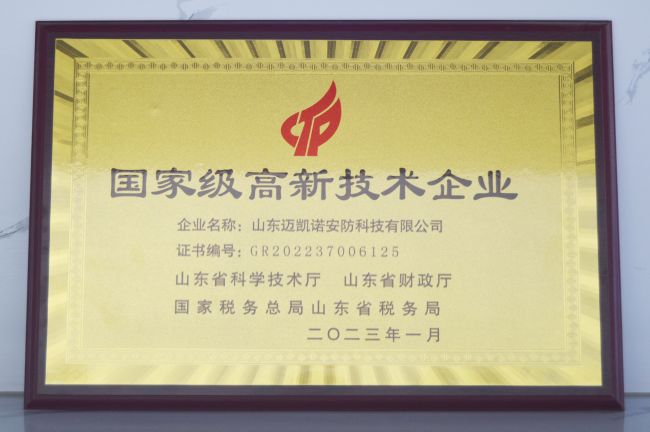 国家级高新技术企业
企业名称：山东迈凯诺安防科技有限公司
证书编号：GR202237006125
山东省科学技术厅 山东省财政厅
国家税务总局山东省税务局
二〇二三年一月